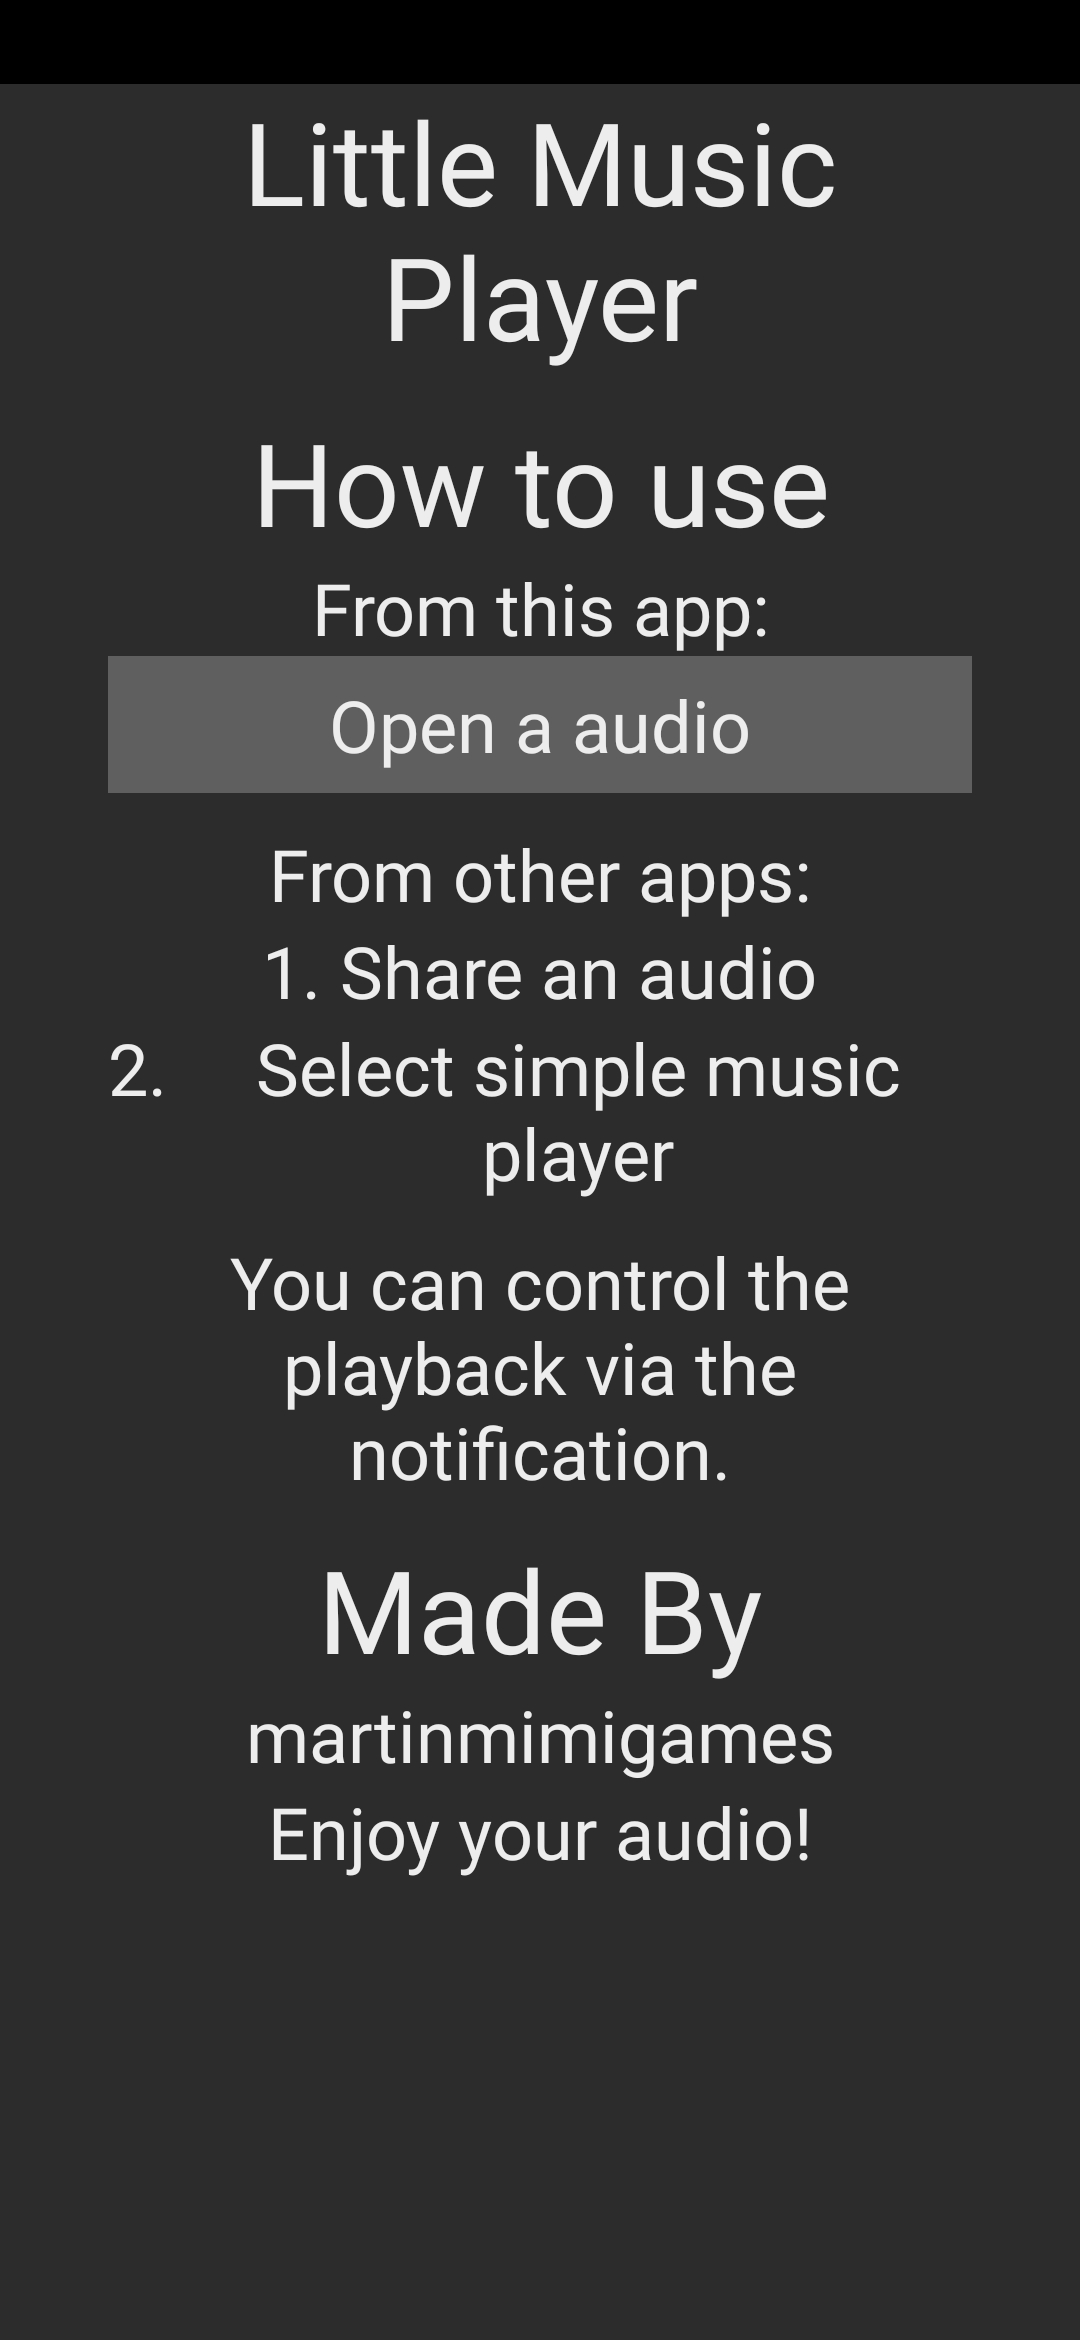 Little Music
Player
How to use
From this app:
Open a audio
From other apps:
1. Share an audio
2. Select simple music
player
You can control the
playback via the
notification.
Made By
martinmimigames
Enjoy your audio!